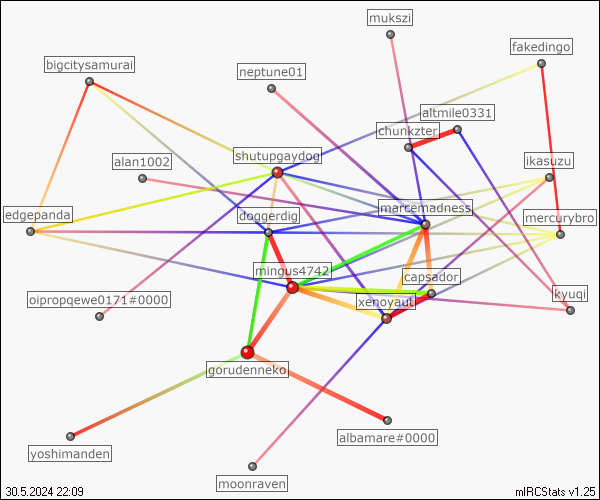 mukszi
fakedingo
bigcitysamurai
neptune01
altmile0331
chunkzter
shutupgaydog
alan1002
ikasuzu
edgepanda
doggerdig
marcemadness
mercurybro
mingus4742
capsador
oipropqewe0171#0000
xenoyaut
kyuqi
gorudenneko
albamare#0000
yoshimanden
moonraven
30.5.2024 22:09
mIRCStats v1.25